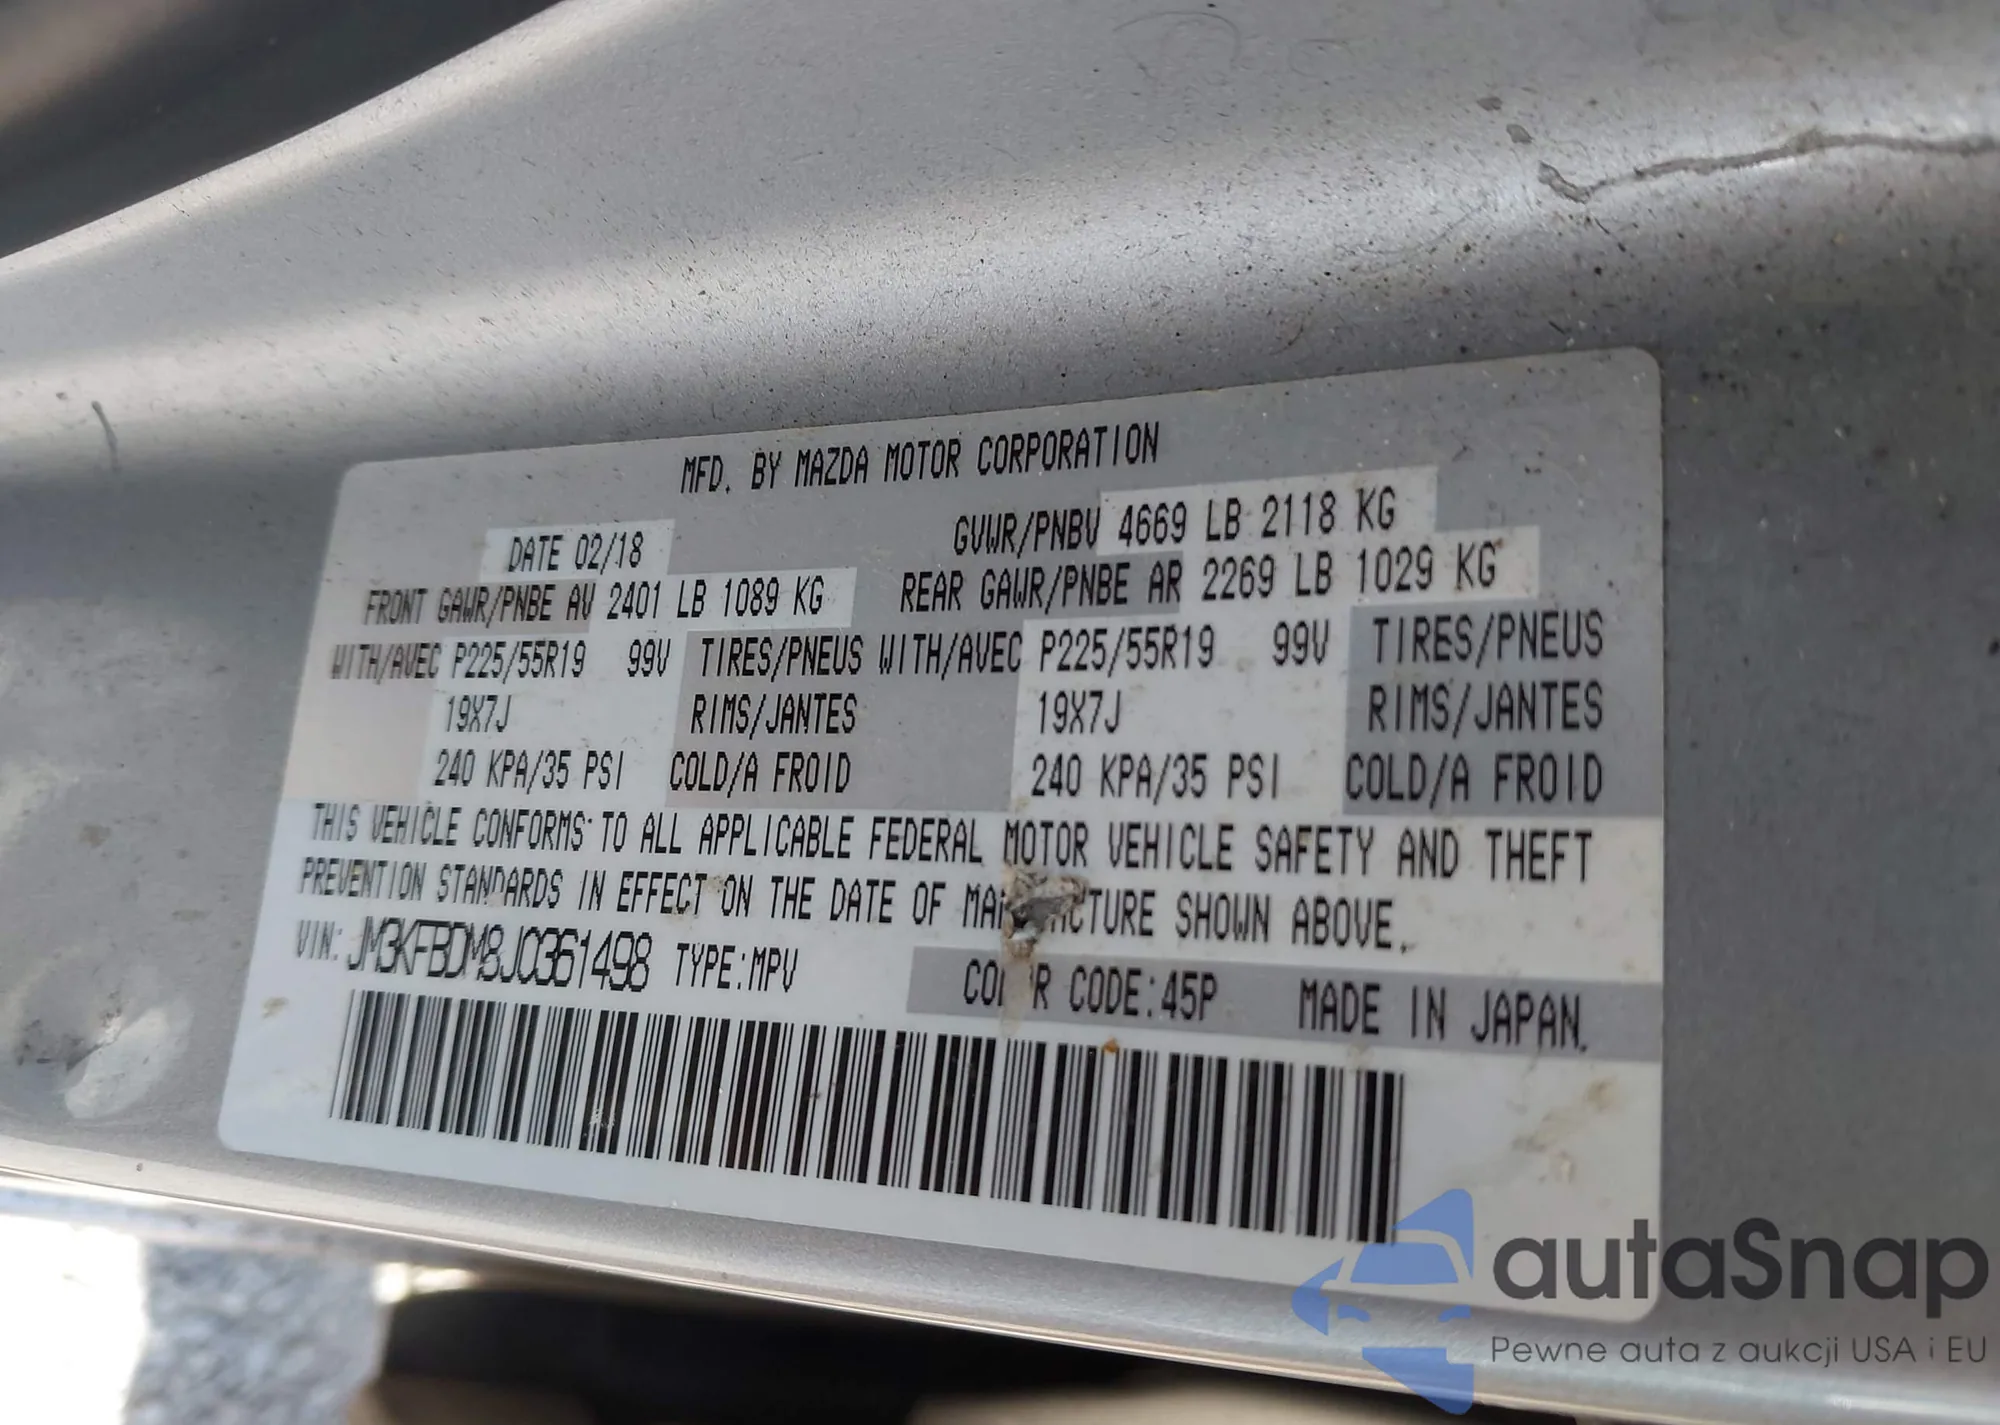 MFD. BY MAZDA MOTOR CORPORATION
DATE 02/18 GVWR/PNBV 4669 LB 2118 KG
FRONT GAWR/PNBE AV 2401 LB 1089 KG REAR GAWR/PNBE AR 2269 LB 1029 KG
WITH/AVEC P225/55R19 99V TIRES/PNEUS WITH/AVEC P225/55R19 99V TIRES/PNEUS
19X7J RIMS/JANTES 19X7J RIMS/JANTES
240 KPA/35 PSI COLD/A FROID 240 KPA/35 PSI COLD/A FROID
THIS VEHICLE CONFORMS TO ALL APPLICABLE FEDERAL MOTOR VEHICLE SAFETY AND THEFT
PREVENTION STANDARDS IN EFFECT ON THE DATE OF SHOWN ABOVE.
VIN: JM3KFBDM8J0361498 TYPE:MPV COLOR CODE:45P MADE IN JAPAN.
autaSnap
Pewne auta z aukcji USA i EU